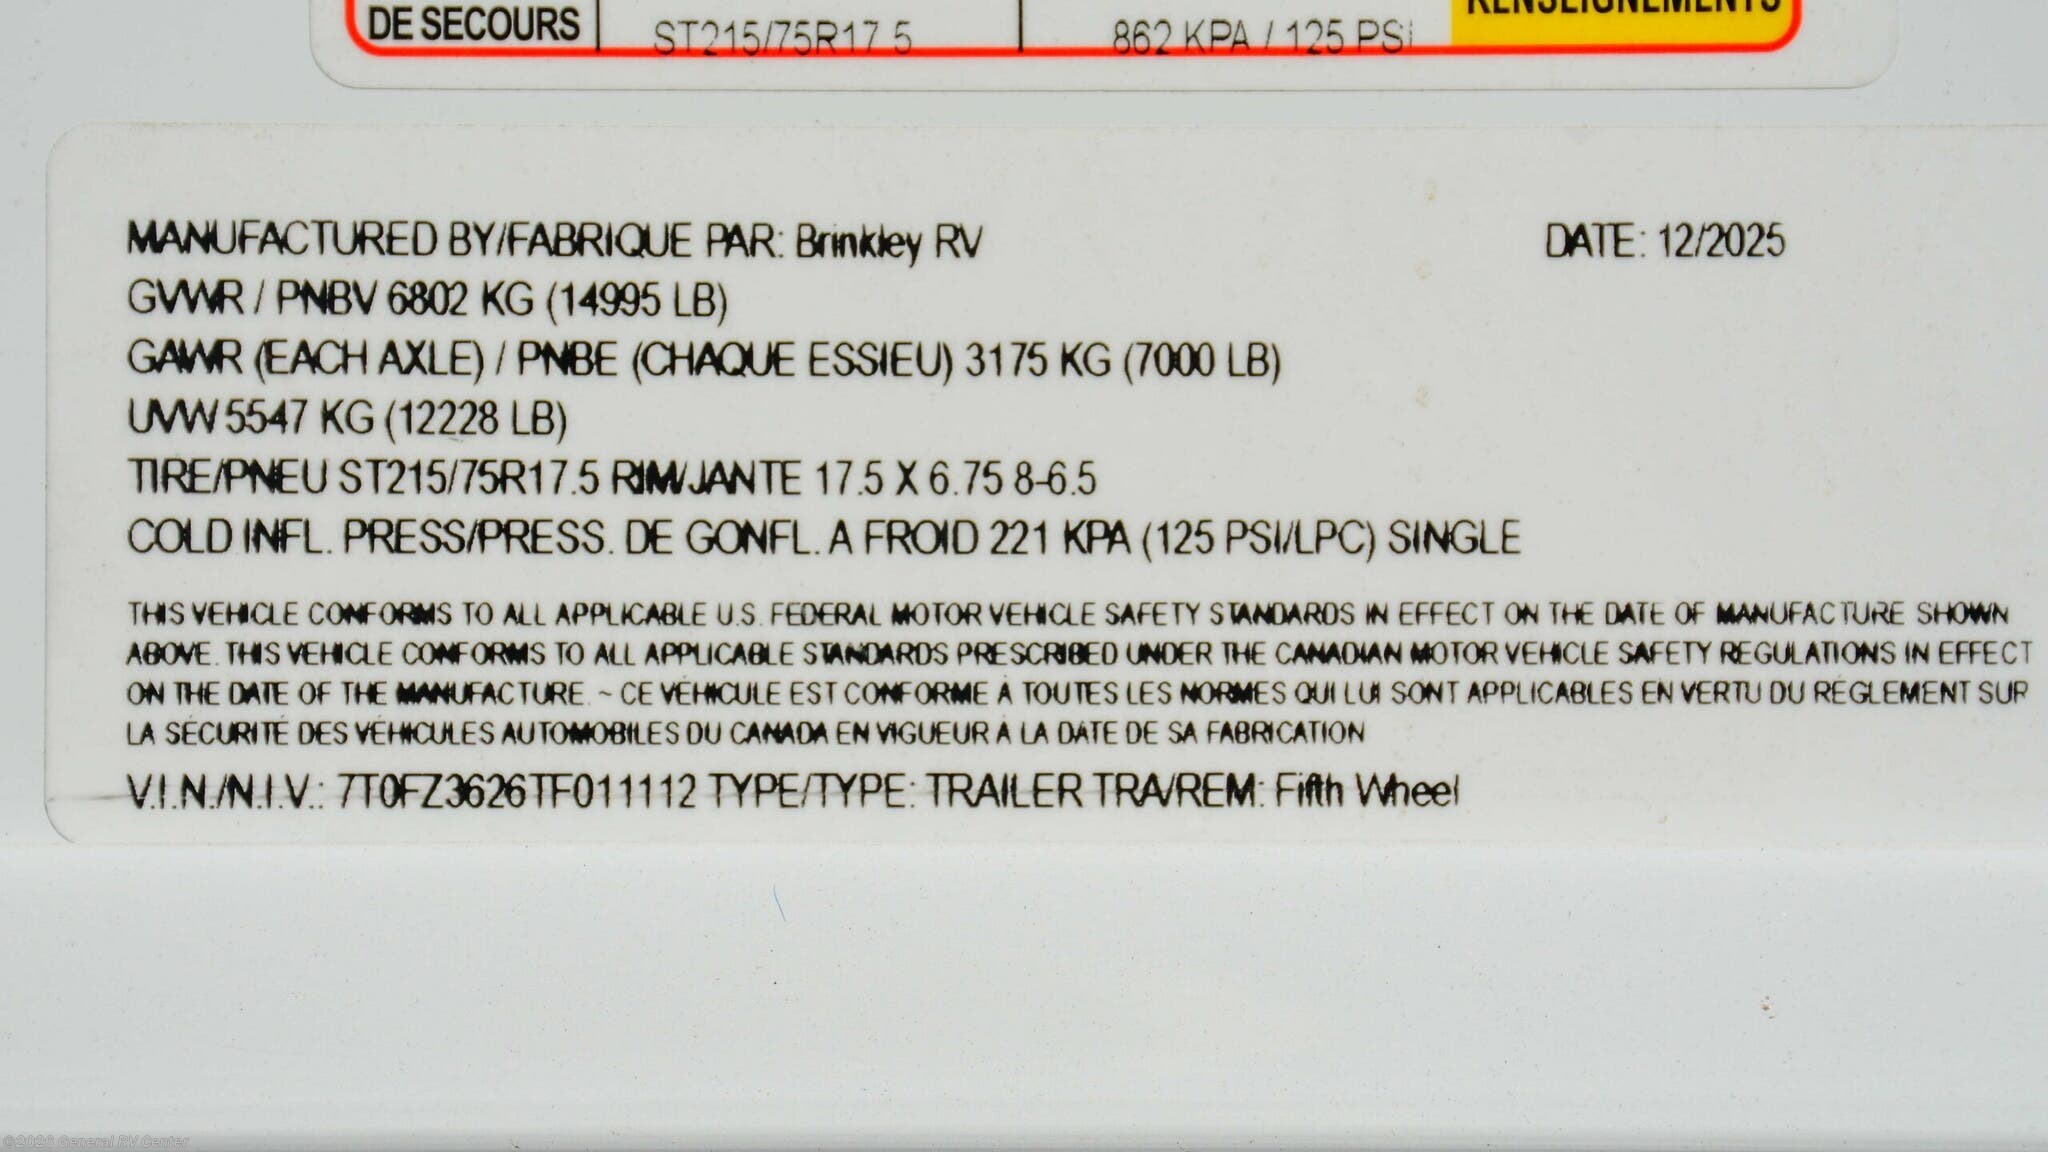 DE SECOURS ST215/75R17.5 862 KPA / 125 PSI RENSEIGNEMENTS
MANUFACTURED BY/FABRIQUE PAR: Brinkley RV DATE: 12/2025
GVWR / PNBV 6802 KG (14995 LB)
GAWR (EACH AXLE) / PNBE (CHAQUE ESSIEU) 3175 KG (7000 LB)
UVW 5547 KG (12228 LB)
TIRE/PNEU ST215/75R17.5 RIM/JANTE 17.5 X 6.75 8-6.5
COLD INFL. PRESS/PRESS. DE GONFL. A FROID 221 KPA (125 PSI/LPC) SINGLE
THIS VEHICLE CONFORMS TO ALL APPLICABLE U.S. FEDERAL MOTOR VEHICLE SAFETY STANDARDS IN EFFECT ON THE DATE OF MANUFACTURE SHOWN
ABOVE. THIS VEHICLE CONFORMS TO ALL APPLICABLE STANDARDS PRESCRIBED UNDER THE CANADIAN MOTOR VEHICLE SAFETY REGULATIONS IN EFFECT
ON THE DATE OF THE MANUFACTURE. ~ CE VÉHICULE EST CONFORME À TOUTES LES NORMES QUI LUI SONT APPLICABLES EN VERTU DU RÈGLEMENT SUR
LA SÉCURITÉ DES VÉHICULES AUTOMOBILES DU CANADA EN VIGUEUR À LA DATE DE SA FABRICATION
V.I.N./N.I.V.: 7T0FZ3626TF011112 TYPE/TYPE: TRAILER TRA/REM: Fifth Wheel
©2026 General RV Center